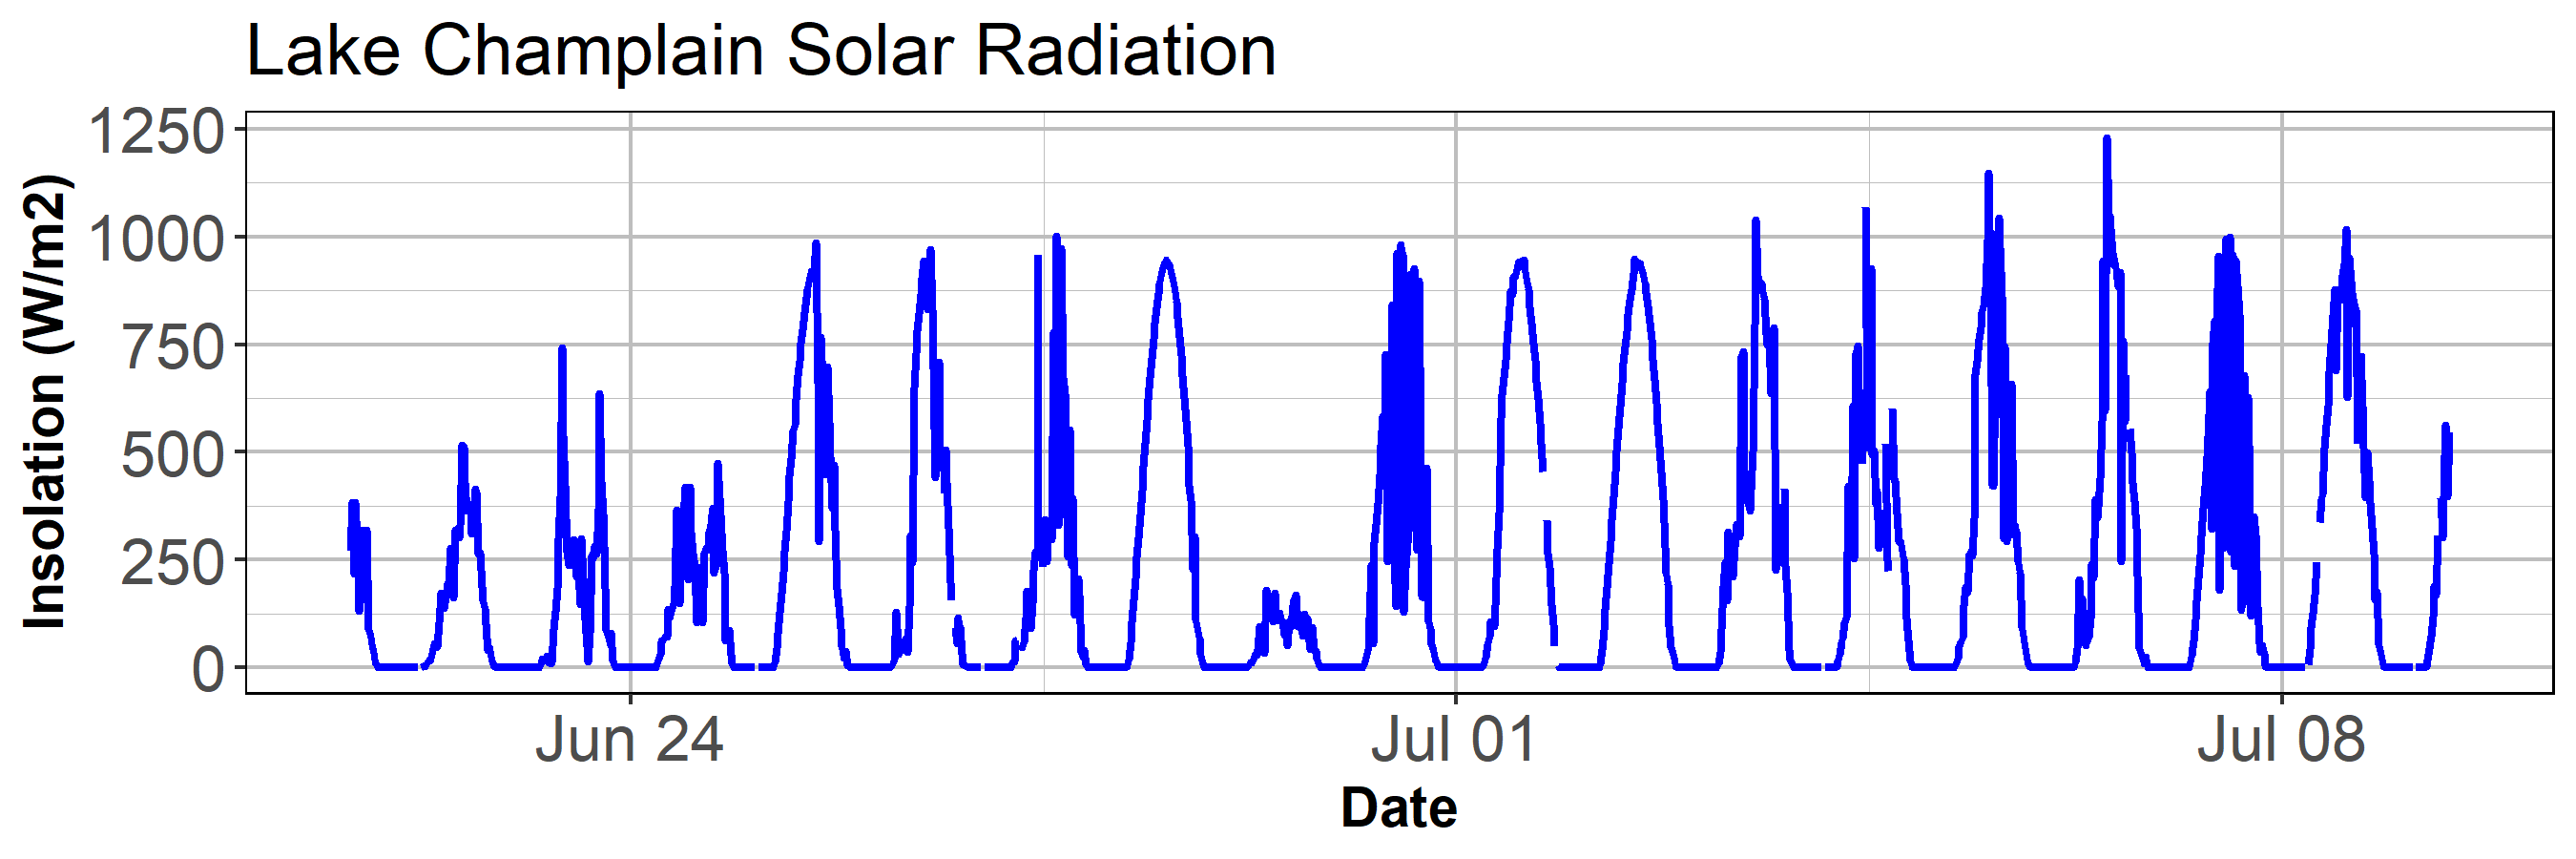 Lake Champlain Solar Radiation
Insolation (W/m2)
1250
1000
750
500
250
0
Jun 24
Jul 01
Jul 08
Date